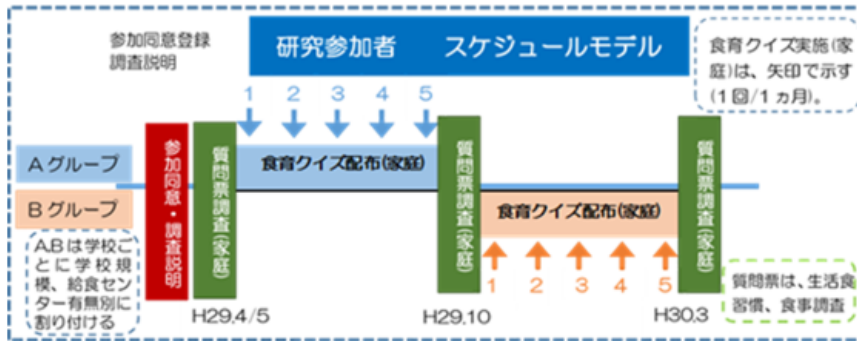 参加同意登録
調査説明
研究参加者　スケジュールモデル
食育クイズ実施(家
庭)は、矢印で示す
(1回/1ヵ月)。
1 2 3 4 5
Aグループ
Bグループ
参加同意・調査説明
質問票調査(家庭)
食育クイズ配布(家庭)
質問票調査(家庭)
食育クイズ配布(家庭)
質問票調査(家庭)
1 2 3 4 5
A,Bは学校ご
とに学校規
模、給食セン
ター有無別に
割り付ける
H29.4/5
H29.10
H30.3
質問票は、生活食
習慣、食事調査